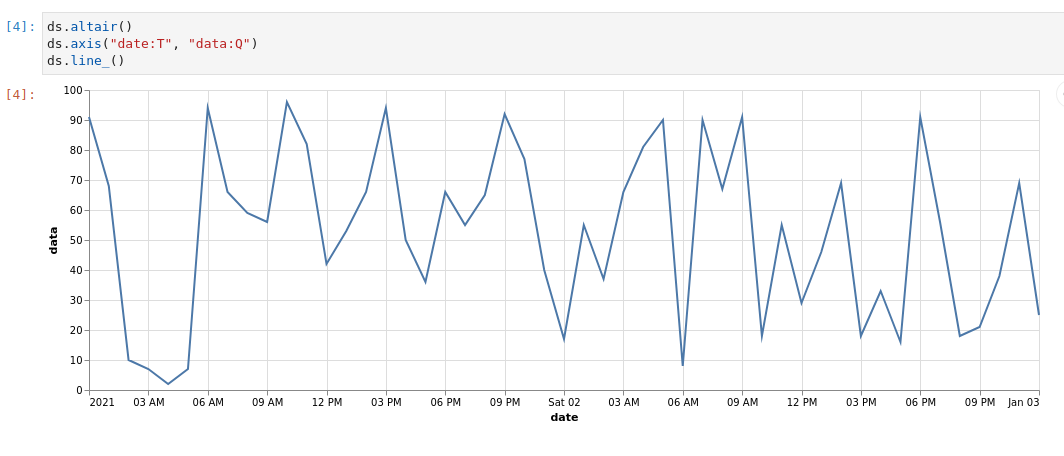 [4]: ds.altair()
ds.axis("date:T", "data:Q")
ds.line_()
[4]:
100
90
80
70
60
50
40
30
20
10
0
data
2021 03 AM 06 AM 09 AM 12 PM 03 PM 06 PM 09 PM Sat 02 03 AM 06 AM 09 AM 12 PM 03 PM 06 PM 09 PM Jan 03
date